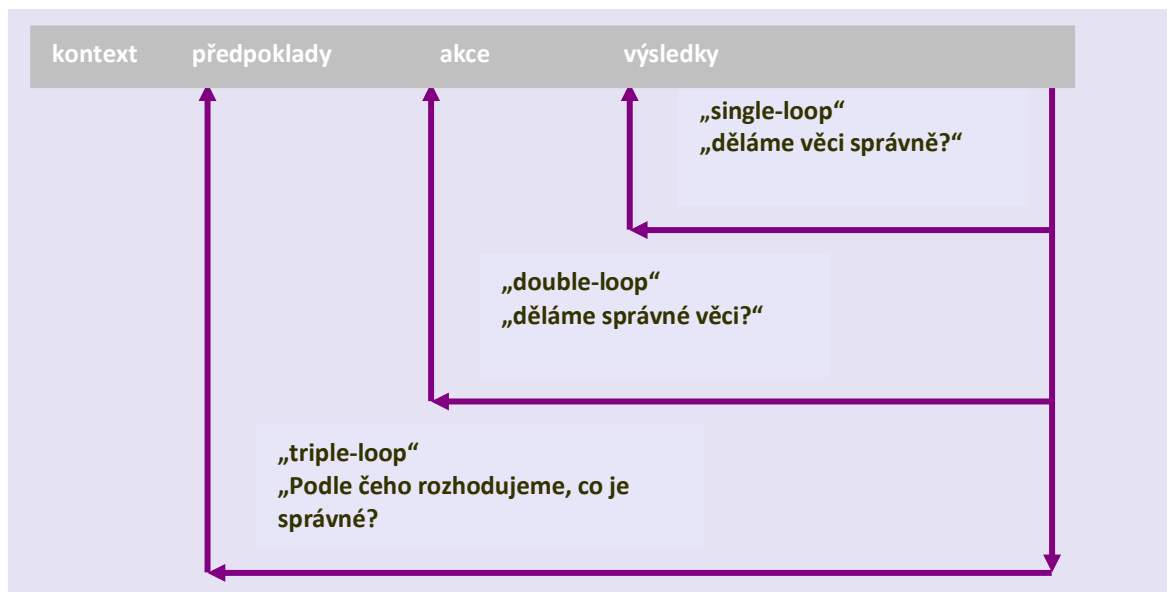 kontext předpoklady akce výsledky
„single-loop“
„děláme věci správně?“
„double-loop“
„děláme správné věci?“
„triple-loop“
„Podle čeho rozhodujeme, co je
správné?